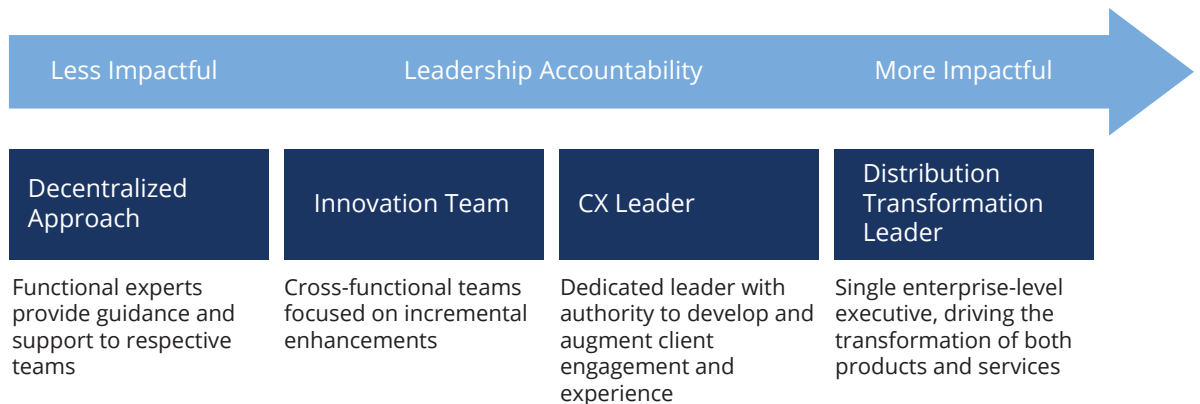 Less Impactful
Leadership Accountability
More Impactful
Decentralized
Approach
Functional experts
provide guidance and
support to respective
teams
Innovation Team
Cross-functional teams
focused on incremental
enhancements
CX Leader
Dedicated leader with
authority to develop and
augment client
engagement and
experience
Distribution
Transformation
Leader
Single enterprise-level
executive, driving the
transformation of both
products and services